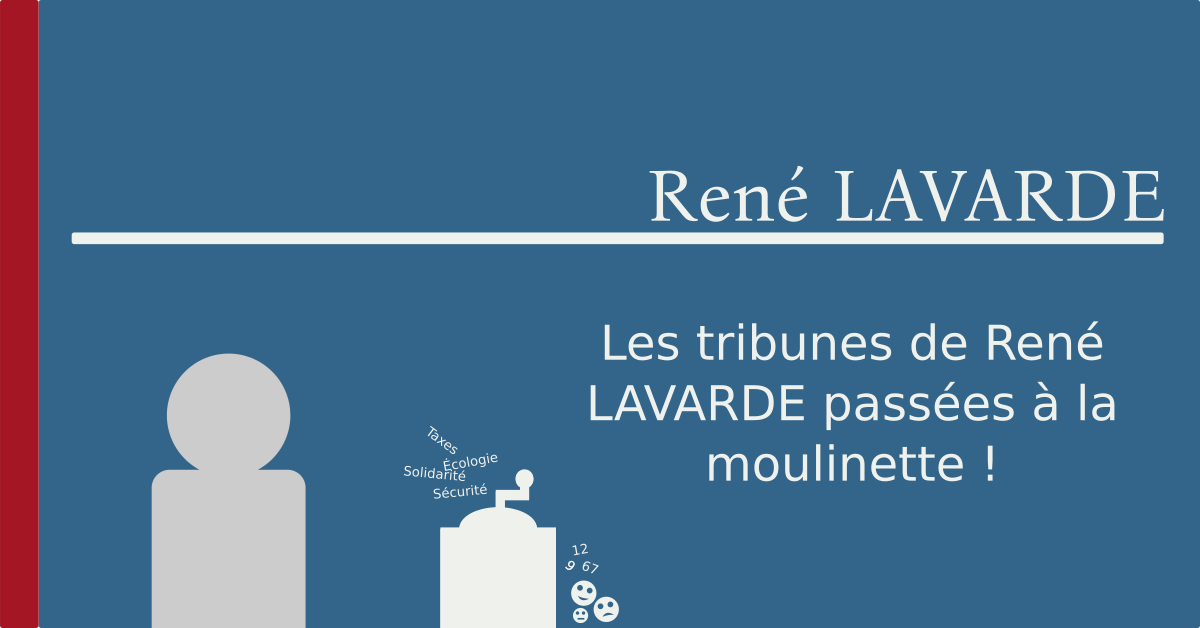 René LAVARDE
Les tribunes de René
LAVARDE passées à la
moulinette !
Taxes
Écologie
Solidarité
Sécurité
12
9 67